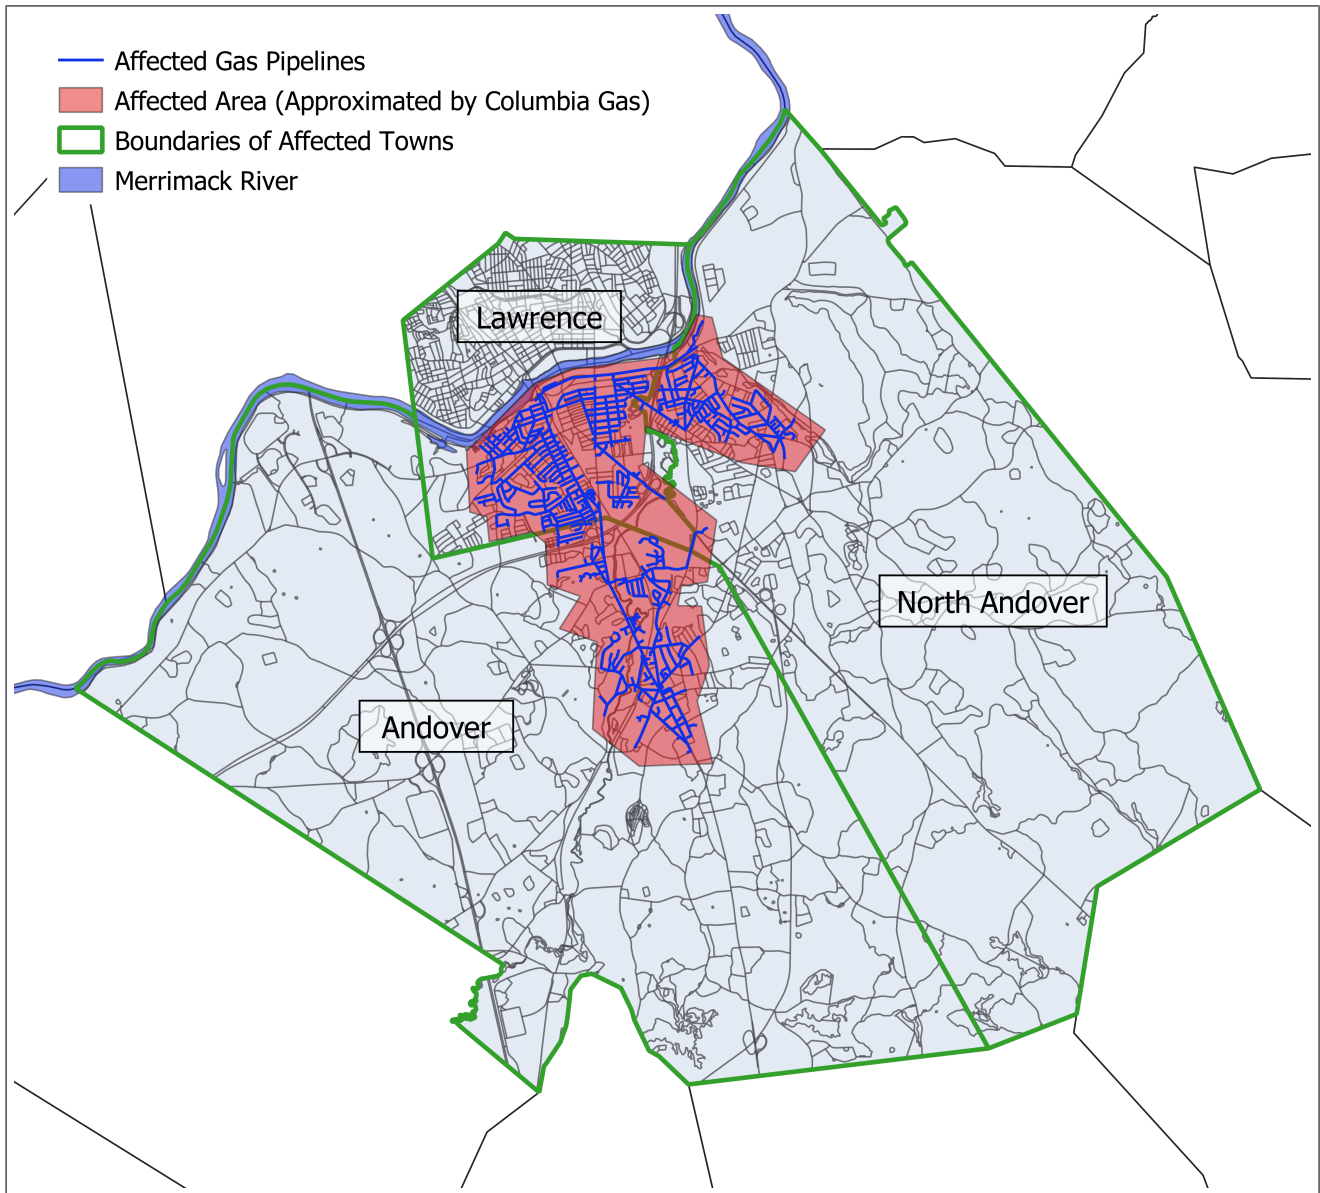 Affected Gas Pipelines
Affected Area (Approximated by Columbia Gas)
Boundaries of Affected Towns
Merrimack River
Lawrence
North Andover
Andover